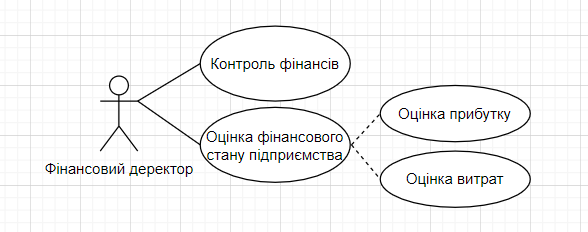 Контроль фінансів
Оцінка фінансового
стану підприємства
Оцінка прибутку
Оцінка витрат
Фінансовий деректор